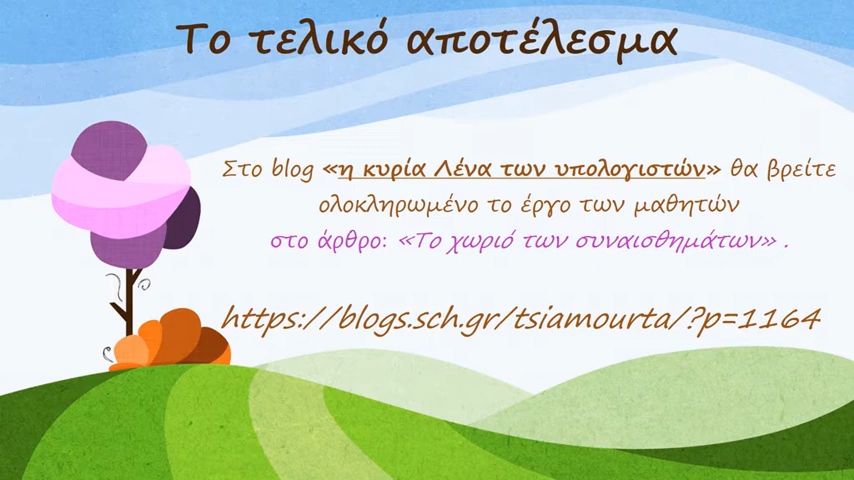 Το τελικό αποτέλεσμα
Στο blog «η κυρία Λένα των υπολογιστών» θα βρείτε
ολοκληρωμένο το έργο των μαθητών
στο άρθρο: «Το χωριό των συναισθημάτων» .
https://blogs.sch.gr/tsiamourta/?p=1164